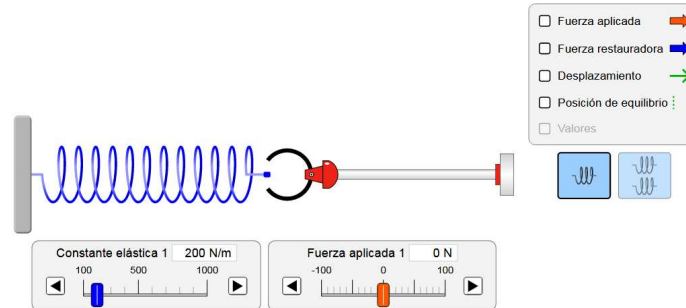 Fuerza aplicada
Fuerza restauradora
Desplazamiento
Posición de equilibrio
Valores
Constante elástica 1 200 N/m
100 500 1000
Fuerza aplicada 1 0 N
-100 0 100